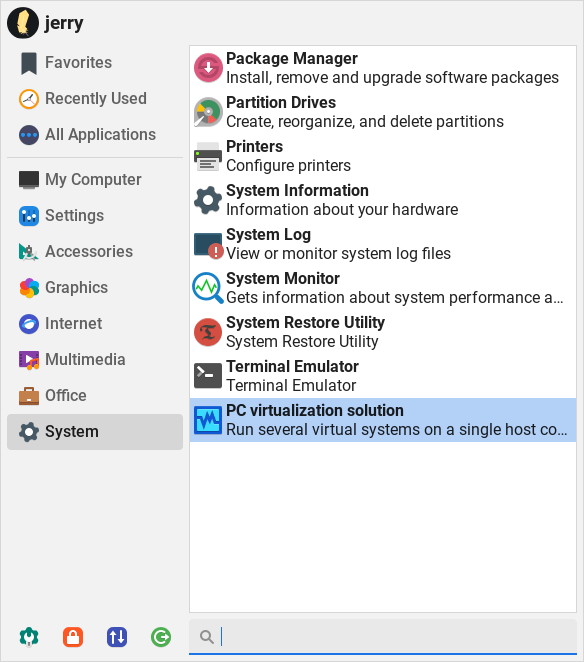 jerry
Favorites
Recently Used
All Applications
My Computer
Settings
Accessories
Graphics
Internet
Multimedia
Office
System
Package Manager
Install, remove and upgrade software packages
Partition Drives
Create, reorganize, and delete partitions
Printers
Configure printers
System Information
Information about your hardware
System Log
View or monitor system log files
System Monitor
Gets information about system performance a…
System Restore Utility
System Restore Utility
Terminal Emulator
Terminal Emulator
PC virtualization solution
Run several virtual systems on a single host co…